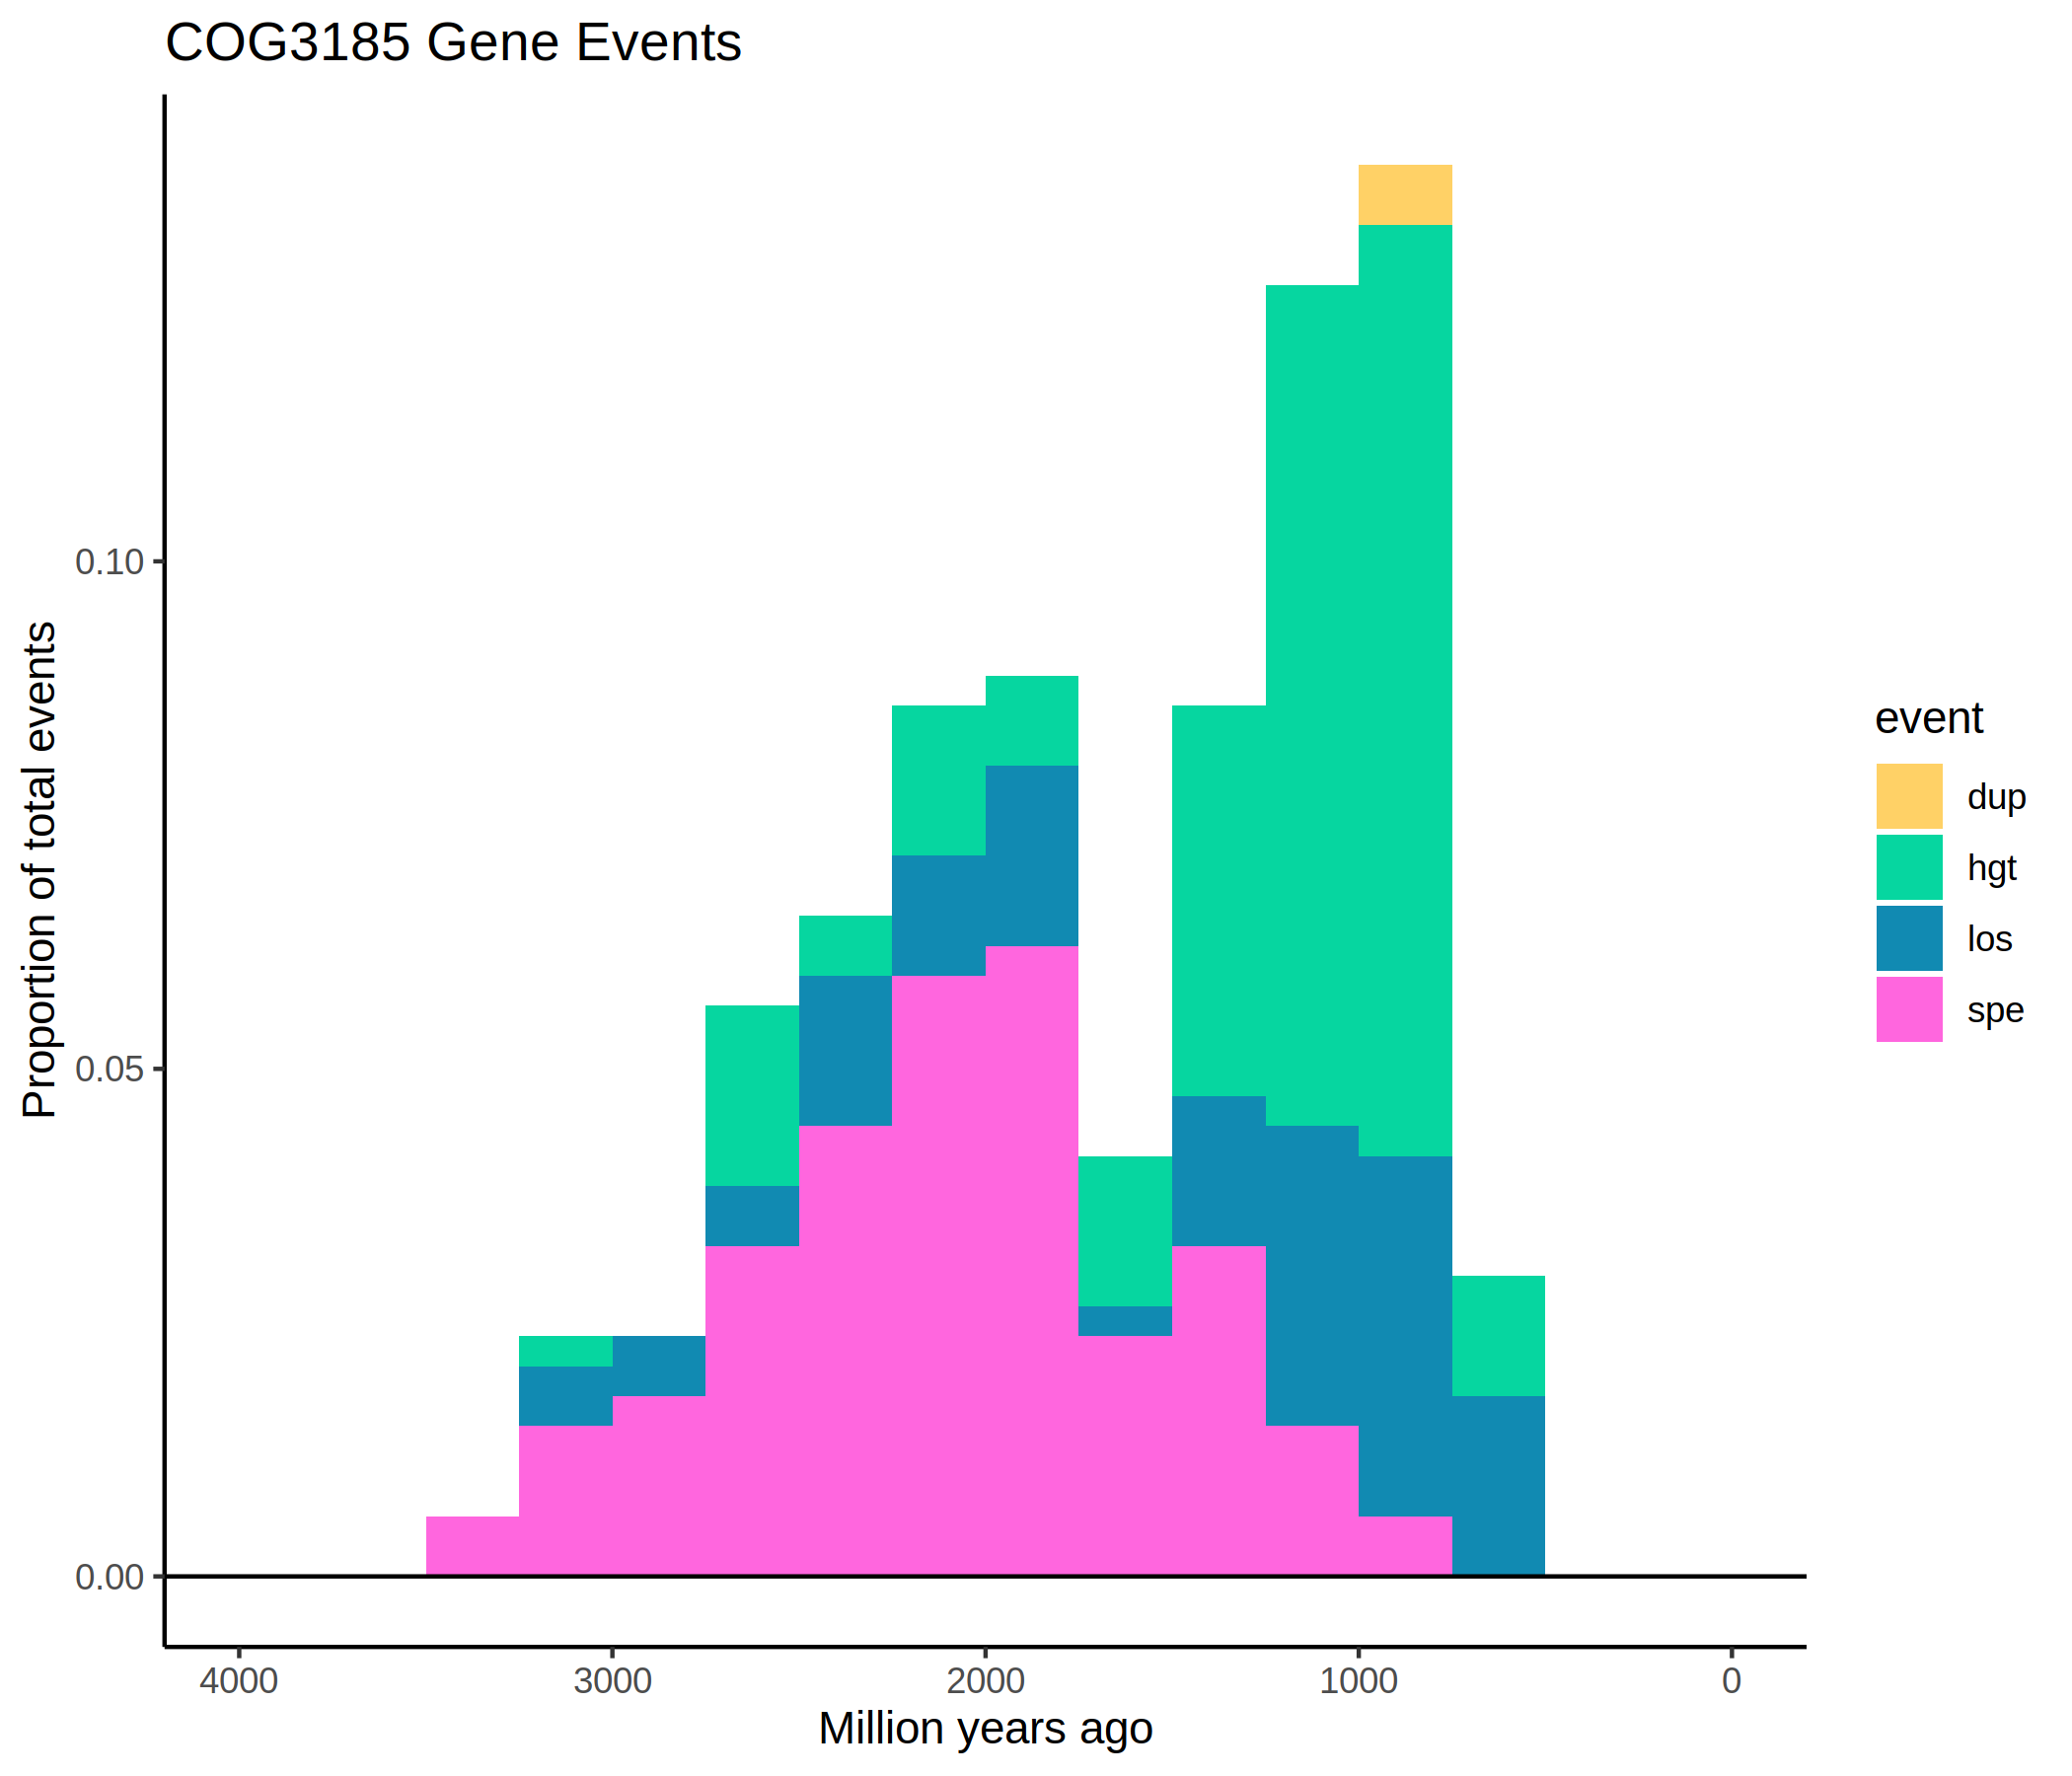 COG3185 Gene Events
Proportion of total events
0.10
0.05
0.00
4000 3000 2000 1000 0
Million years ago
event
dup
hgt
los
spe